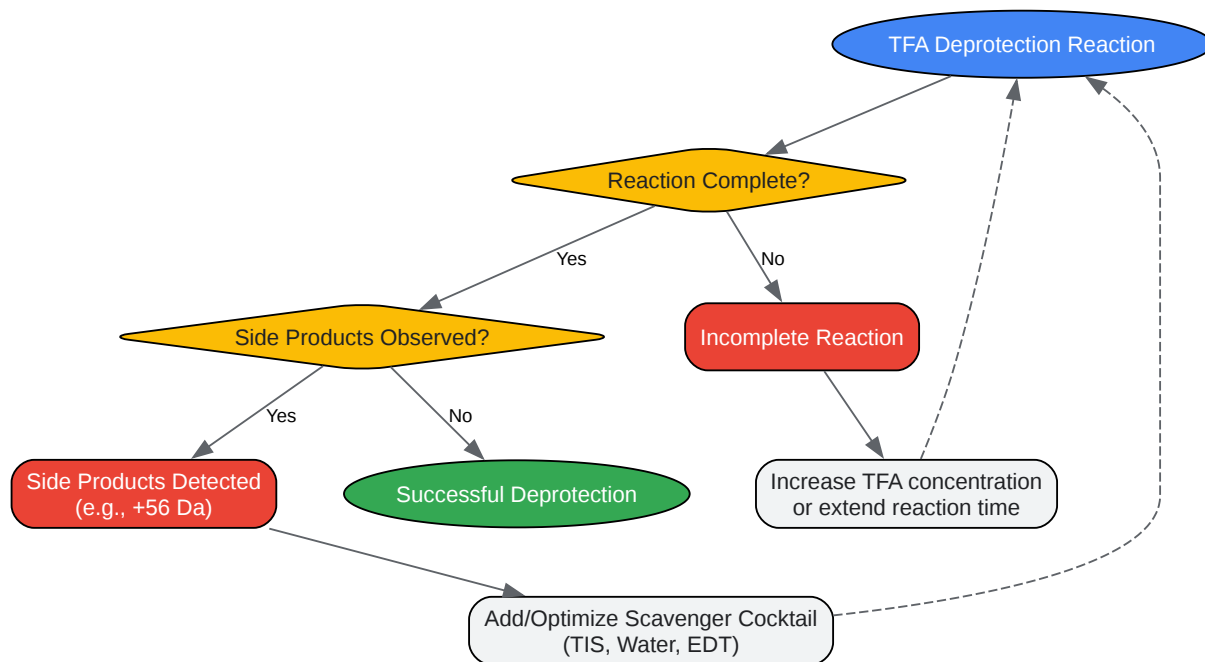 TFA Deprotection Reaction
Reaction Complete?
Yes
No
Side Products Observed?
Incomplete Reaction
Yes
No
Side Products Detected
(e.g., +56 Da)
Successful Deprotection
Increase TFA concentration
or extend reaction time
Add/Optimize Scavenger Cocktail
(TIS, Water, EDT)